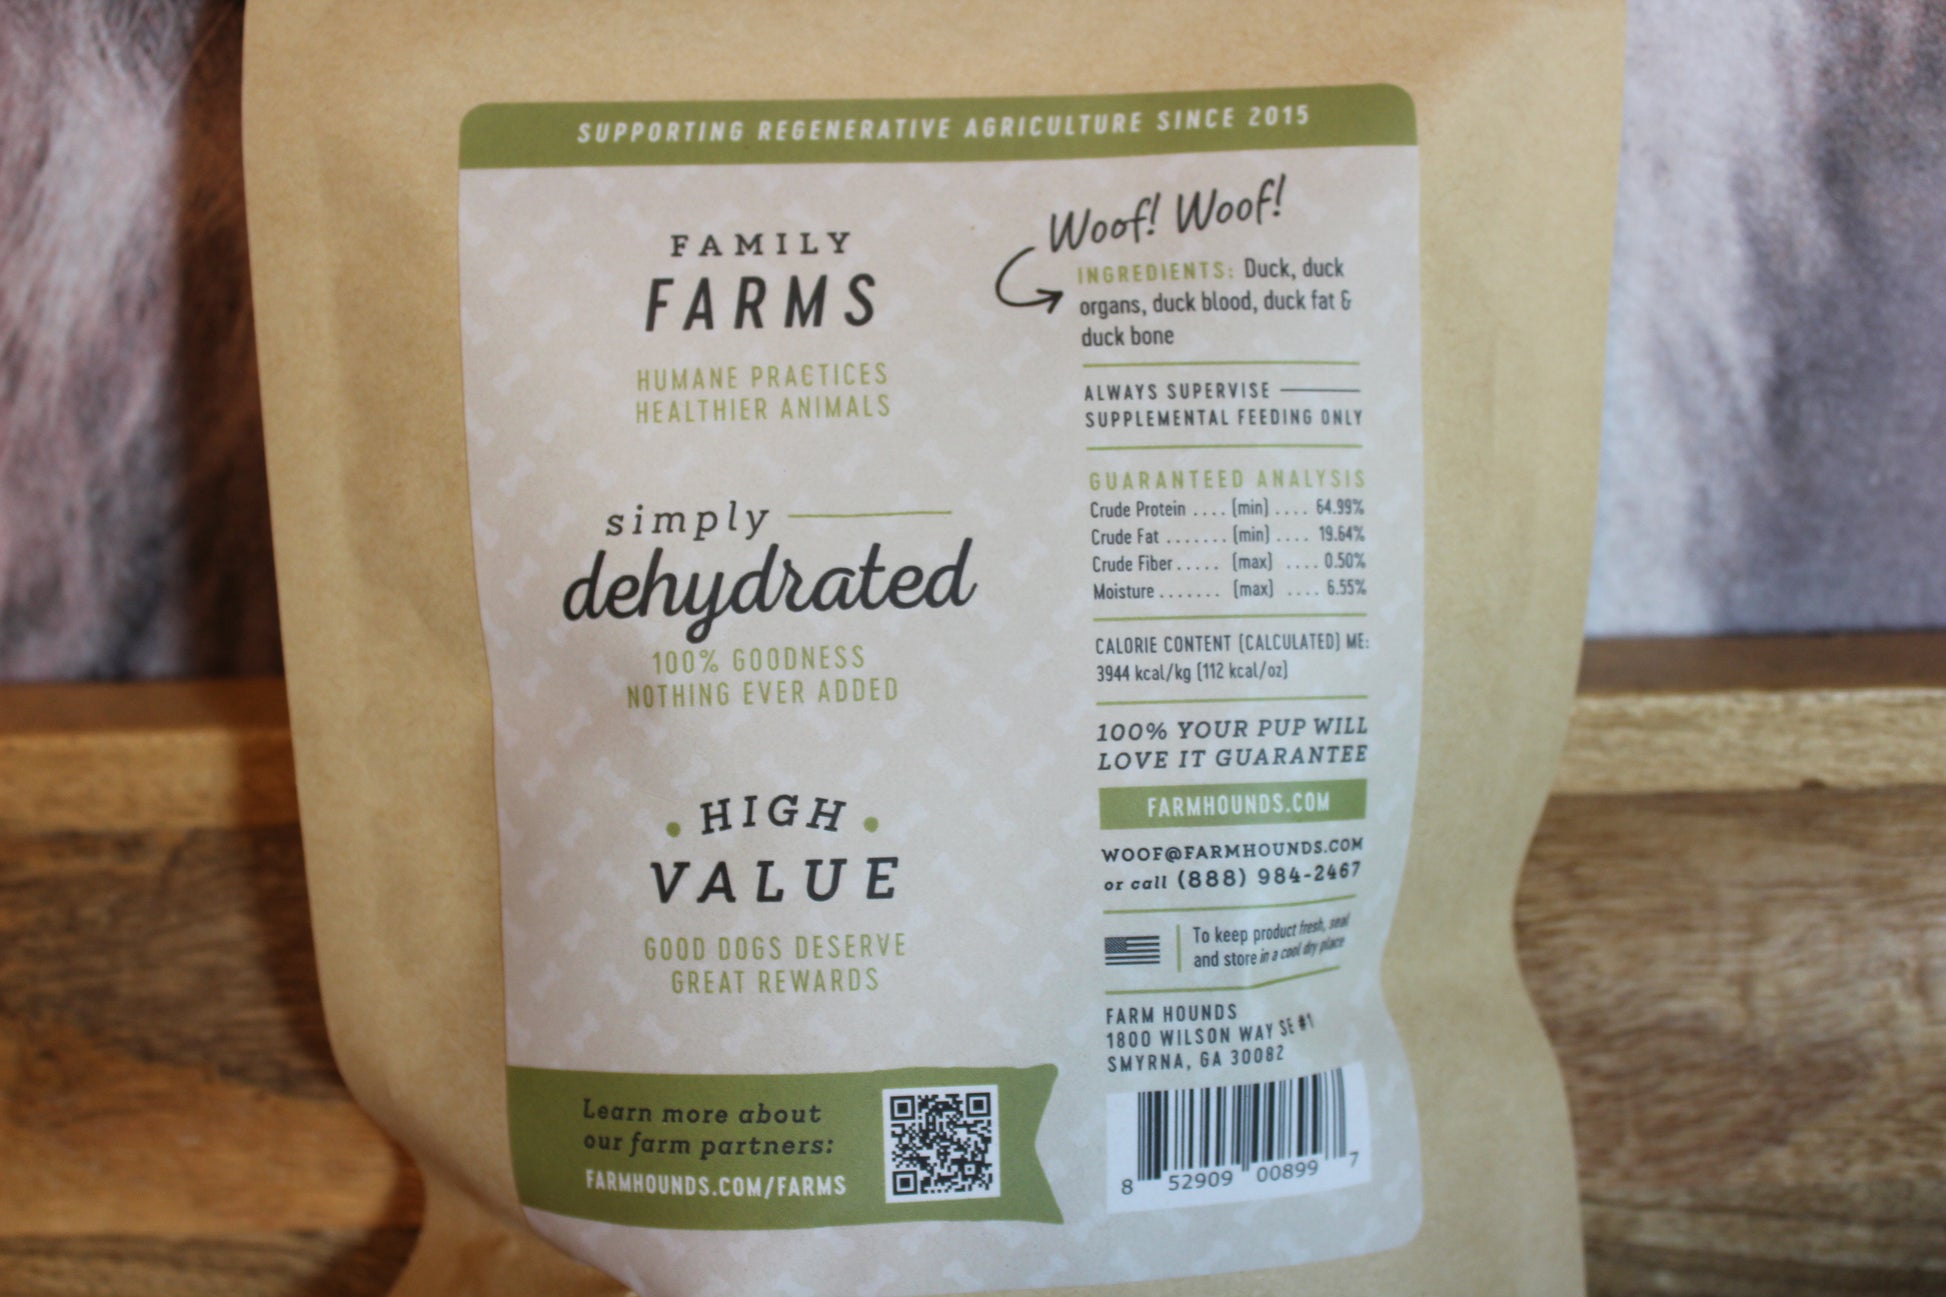 SUPPORTING REGENERATIVE AGRICULTURE SINCE 2015
FAMILY
FARMS
HUMANE PRACTICES
HEALTHIER ANIMALS
simply
dehydrated
100% GOODNESS
NOTHING EVER ADDED
HIGH
VALUE
GOOD DOGS DESERVE
GREAT REWARDS
Learn more about
our farm partners:
FARMHOUNDS.COM/FARMS
Woof! Woof!
INGREDIENTS: Duck, duck
organs, duck blood, duck fat &
duck bone
ALWAYS SUPERVISE
SUPPLEMENTAL FEEDING ONLY
GUARANTEED ANALYSIS
Crude Protein .... (min) .... 64.99%
Crude Fat ....... (min) .... 19.64%
Crude Fiber ..... (max) .... 0.50%
Moisture ....... (max) .... 6.55%
CALORIE CONTENT (CALCULATED) ME:
3944 kcal/kg (112 kcal/oz)
100% YOUR PUP WILL
LOVE IT GUARANTEE
FARMHOUNDS.COM
WOOF@FARMHOUNDS.COM
or call (888) 984-2467
To keep product fresh, seal
and store in a cool dry place
FARM HOUNDS
1800 WILSON WAY SE #1
SMYRNA, GA 30082
8 52909 00899 7